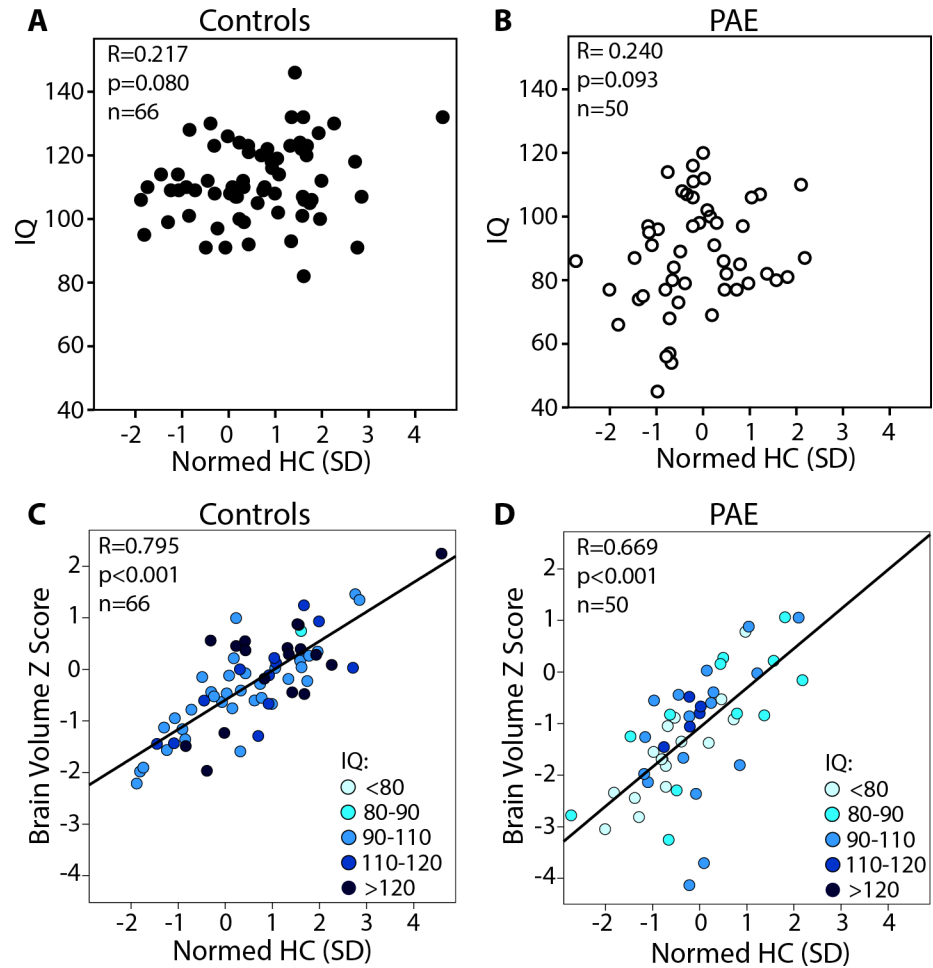 A
Controls
R=0.217
p=0.080
n=66
IQ
140
120
100
80
60
40
-2 -1 0 1 2 3 4
Normed HC (SD)
B
PAE
R= 0.240
p=0.093
n=50
IQ
140
120
100
80
60
40
-2 -1 0 1 2 3 4
Normed HC (SD)
C
Controls
R=0.795
p<0.001
n=66
Brain Volume Z Score
2
1
0
-1
-2
-3
-4
IQ:
<80
80-90
90-110
110-120
>120
-2 -1 0 1 2 3 4
Normed HC (SD)
D
PAE
R=0.669
p<0.001
n=50
Brain Volume Z Score
2
1
0
-1
-2
-3
-4
IQ:
<80
80-90
90-110
110-120
>120
-2 -1 0 1 2 3 4
Normed HC (SD)